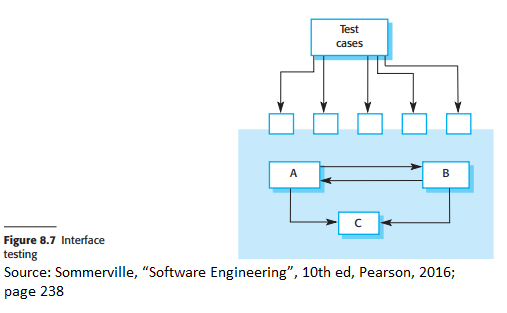 Test
cases
A
B
C
Figure 8.7 Interface
testing
Source: Sommerville, “Software Engineering”, 10th ed, Pearson, 2016;
page 238